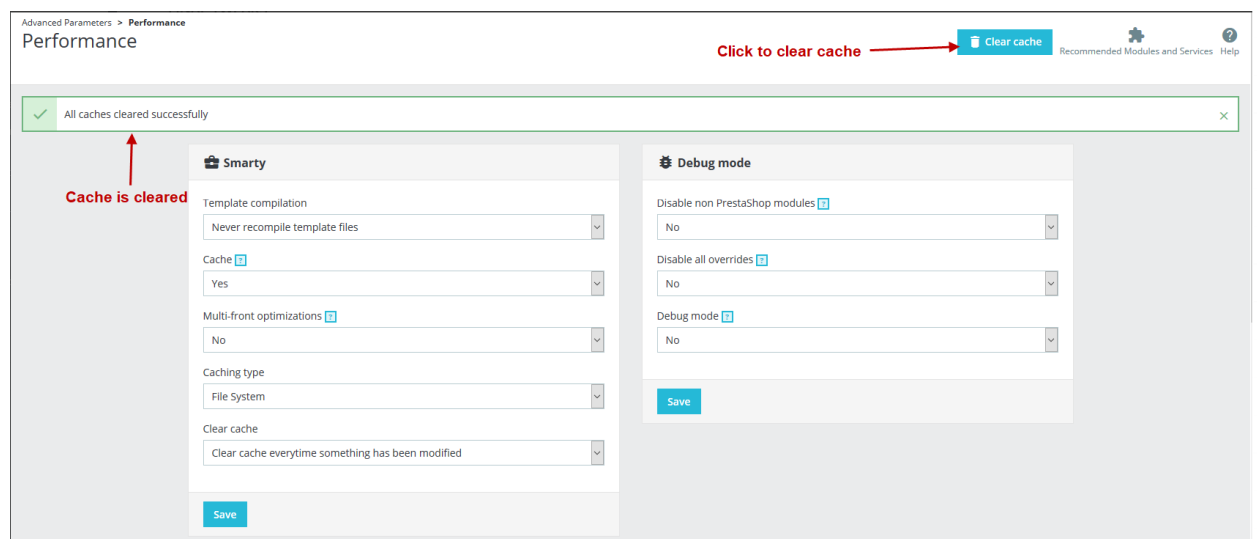 Advanced Parameters > Performance
Performance
Click to clear cache
Clear cache
Recommended Modules and Services
Help
All caches cleared successfully
Cache is cleared
Smarty
Template compilation
Never recompile template files
Cache ?
Yes
Multi-front optimizations ?
No
Caching type
File System
Clear cache
Clear cache everytime something has been modified
Save
Debug mode
Disable non PrestaShop modules ?
No
Disable all overrides ?
No
Debug mode ?
No
Save